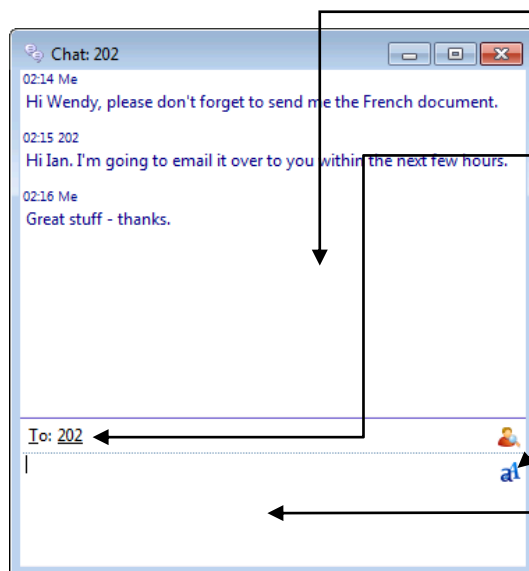 Chat: 202
02:14 Me
Hi Wendy, please don't forget to send me the French document.
02:15 202
Hi Ian. I'm going to email it over to you within the next few hours.
02:16 Me
Great stuff - thanks.
To: 202
a1